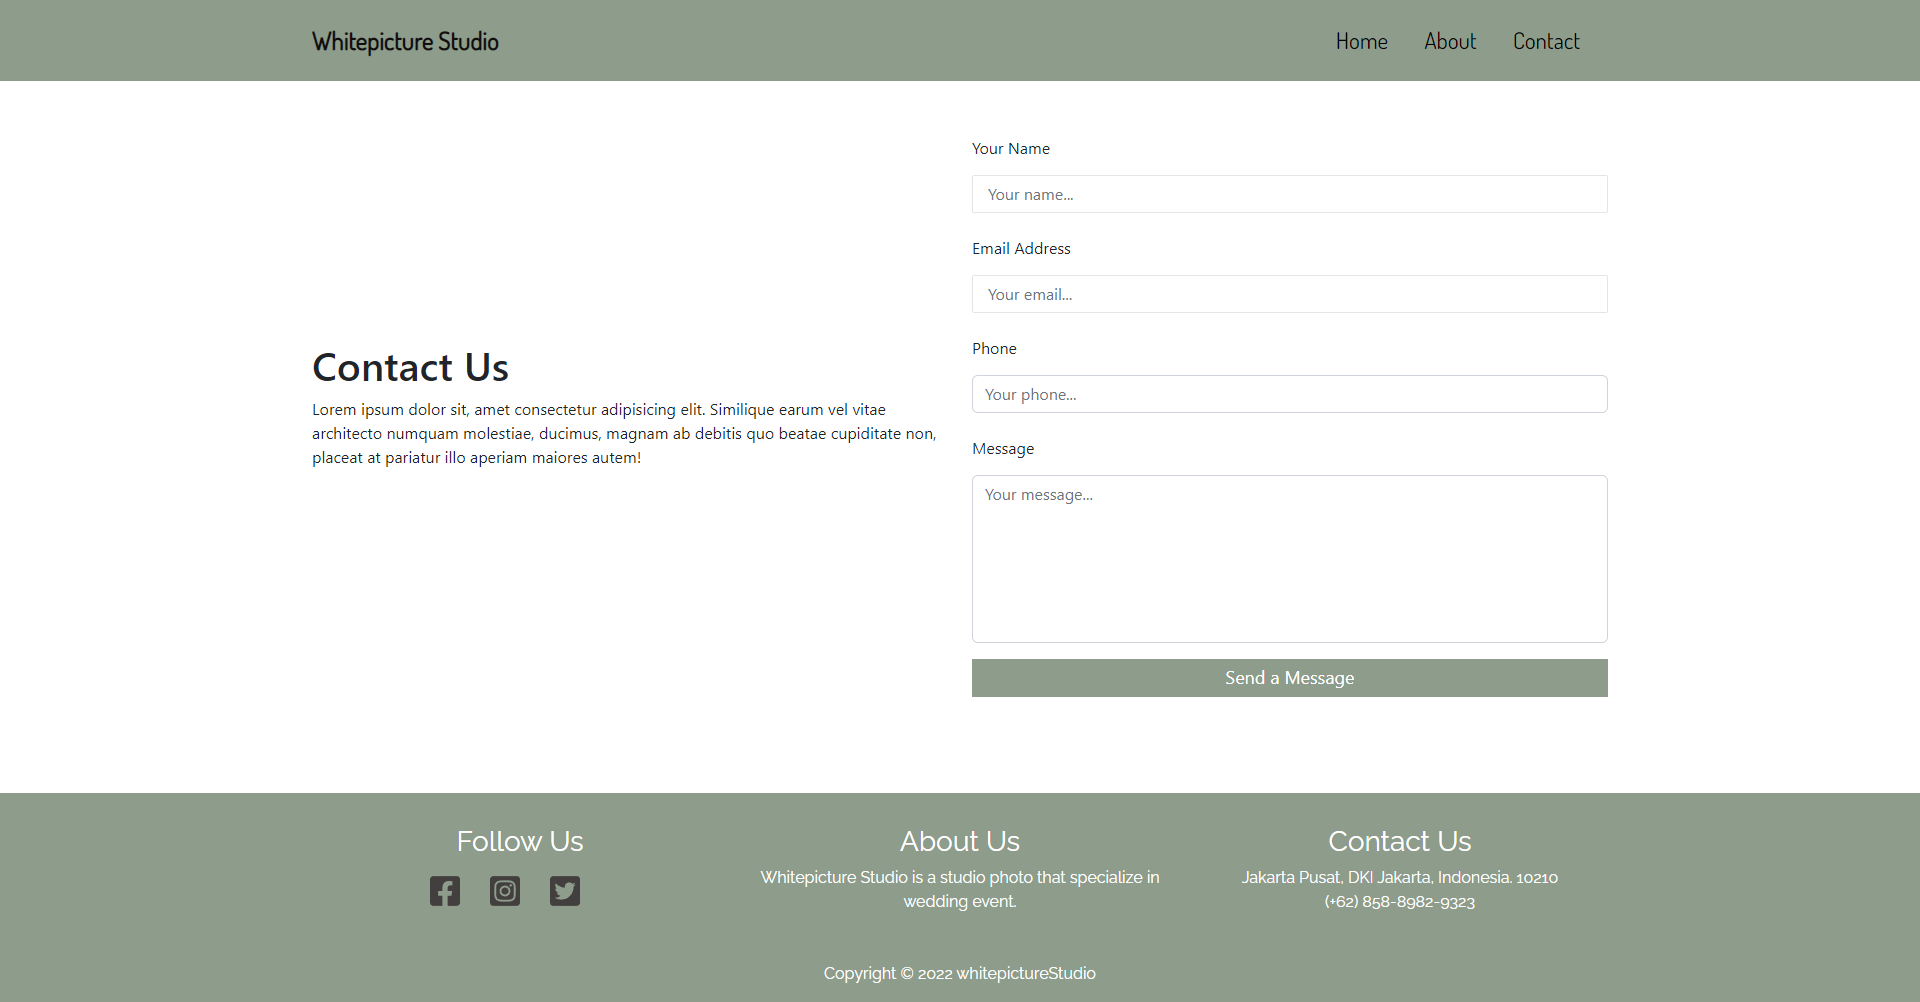 Whitepicture Studio
Home About Contact
Contact Us
Lorem ipsum dolor sit, amet consectetur adipisicing elit. Similique earum vel vitae
architecto numquam molestiae, ducimus, magnam ab debitis quo beatae cupiditate non,
placeat at pariatur illo aperiam maiores autem!
Your Name
Your name...
Email Address
Your email...
Phone
Your phone...
Message
Your message...
Send a Message
Follow Us
About Us
Whitepicture Studio is a studio photo that specialize in
wedding event.
Contact Us
Jakarta Pusat, DKI Jakarta, Indonesia. 10210
(+62) 858-8982-9323
Copyright © 2022 whitepictureStudio